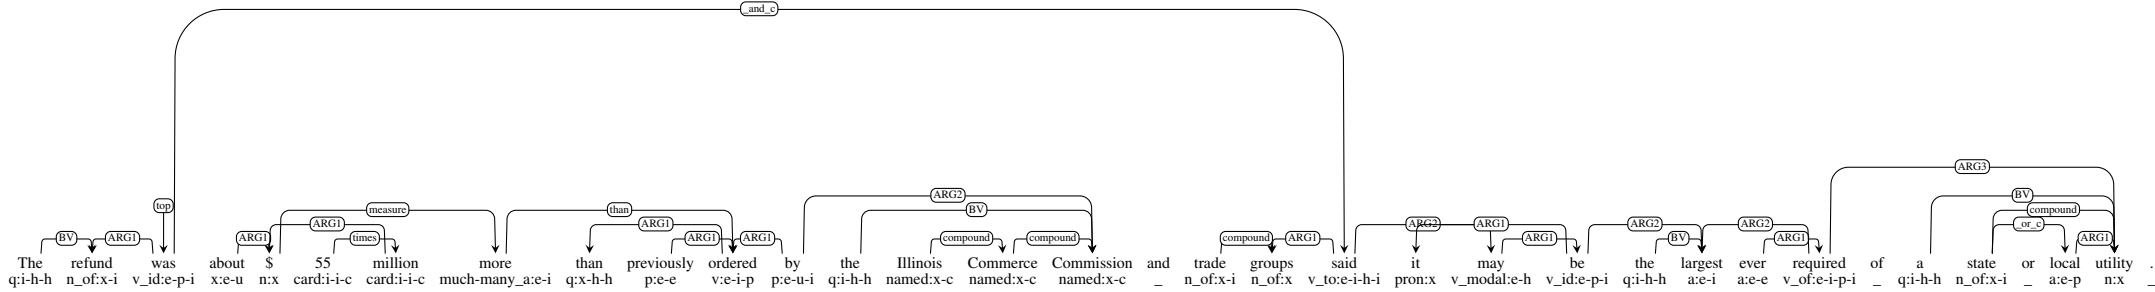 _and_c
ARG3
top ARG2 BV
measure than BV compound
ARG1 ARG1 ARG2 ARG1 ARG2 ARG2 _or_c
BV ARG1 ARG1 times ARG1 ARG1 compound compound compound ARG1 ARG1 BV ARG1 ARG1
The refund was about $ 55 million more than previously ordered by the Illinois Commerce Commission and trade groups said it may be the largest ever required of a state or local utility .
q:i-h-h n_of:x-i v_id:e-p-i x:e-u n:x card:i-i-c card:i-i-c much-many_a:e-i q:x-h-h p:e-e v:e-i-p p:e-u-i q:i-h-h named:x-c named:x-c named:x-c _ n_of:x-i n_of:x v_to:e-i-h-i pron:x v_modal:e-h v_id:e-p-i q:i-h-h a:e-i a:e-e v_of:e-i-p-i _ q:i-h-h n_of:x-i _ a:e-p n:x _